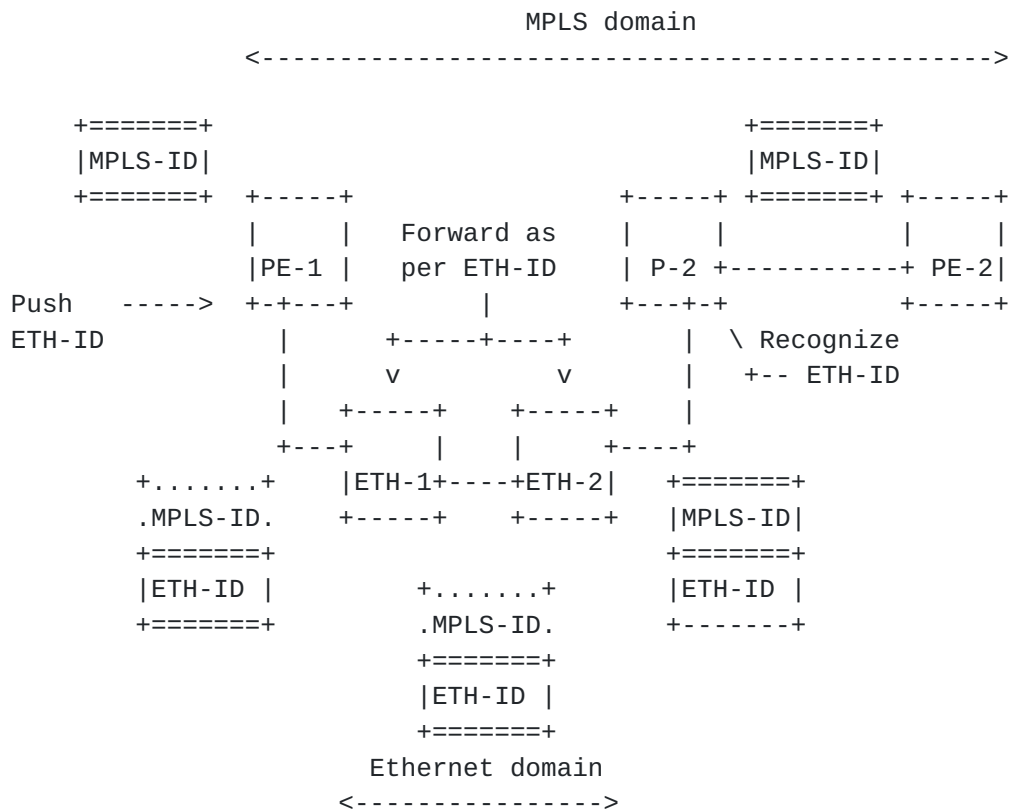 MPLS domain
               <----------------------------------------------->

    +=======+                                  +=======+
    |MPLS-ID|                                  |MPLS-ID|
    +=======+  +-----+                 +-----+ +=======+ +-----+
               |     |   Forward as    |     |           |     |
               |PE-1 |   per ETH-ID    | P-2 +-----------+ PE-2|
Push   ----->  +-+---+        |        +---+-+           +-----+
ETH-ID           |      +-----+----+       |  \ Recognize
                 |      v          v       |   +-- ETH-ID
                 |   +-----+    +-----+    |
                 +---+     |    |     +----+
        +.......+    |ETH-1+----+ETH-2|   +=======+
        .MPLS-ID.    +-----+    +-----+   |MPLS-ID|
        +=======+                         +=======+
        |ETH-ID |         +.......+       |ETH-ID |
        +=======+         .MPLS-ID.       +-------+
                          +=======+
                          |ETH-ID |
                          +=======+
                       Ethernet domain
                     <---------------->